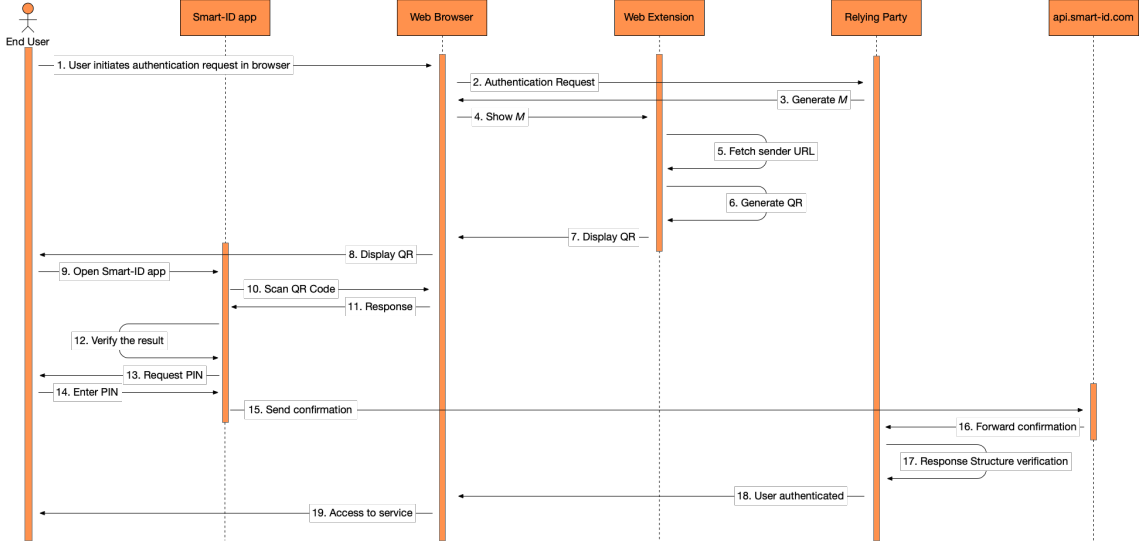 Smart-ID app
Web Browser
Web Extension
Relying Party
api.smart-id.com
End User
1. User initiates authentication request in browser
2. Authentication Request
3. Generate M
4. Show M
5. Fetch sender URL
6. Generate QR
7. Display QR
8. Display QR
9. Open Smart-ID app
10. Scan QR Code
11. Response
12. Verify the result
13. Request PIN
14. Enter PIN
15. Send confirmation
16. Forward confirmation
17. Response Structure verification
18. User authenticated
19. Access to service